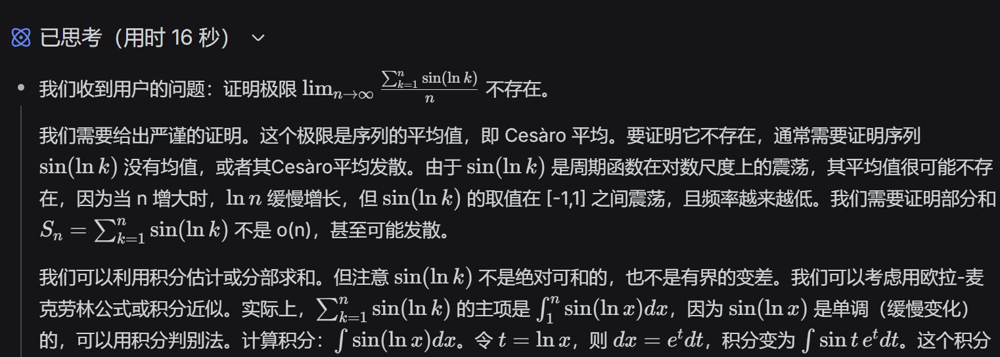 已思考（用时 16 秒）
我们收到用户的问题：证明极限 $\lim_{n\to\infty} \frac{\sum_{k=1}^{n} \sin(\ln k)}{n}$ 不存在。
我们需要给出严谨的证明。这个极限是序列的平均值，即 Cesàro 平均。要证明它不存在，通常需要证明序列
$\sin(\ln k)$ 没有均值，或者其Cesàro平均发散。由于 $\sin(\ln k)$ 是周期函数在对数尺度上的震荡，其平均值很可能不存
在，因为当 n 增大时，$\ln n$ 缓慢增长，但 $\sin(\ln k)$ 的取值在 [-1,1] 之间震荡，且频率越来越低。我们需要证明部分和
$S_n = \sum_{k=1}^{n} \sin(\ln k)$ 不是 o(n)，甚至可能发散。
我们可以利用积分估计或分部求和。但注意 $\sin(\ln k)$ 不是绝对可和的，也不是有界的变差。我们可以考虑用欧拉-麦
克劳林公式或积分近似。实际上，$\sum_{k=1}^{n} \sin(\ln k)$ 的主项是 $\int_{1}^{n} \sin(\ln x)dx$，因为 $\sin(\ln x)$ 是单调（缓慢变化）
的，可以用积分判别法。计算积分：$\int \sin(\ln x)dx$。令 $t = \ln x$，则 $dx = e^t dt$，积分变为 $\int \sin t\, e^t dt$。这个积分